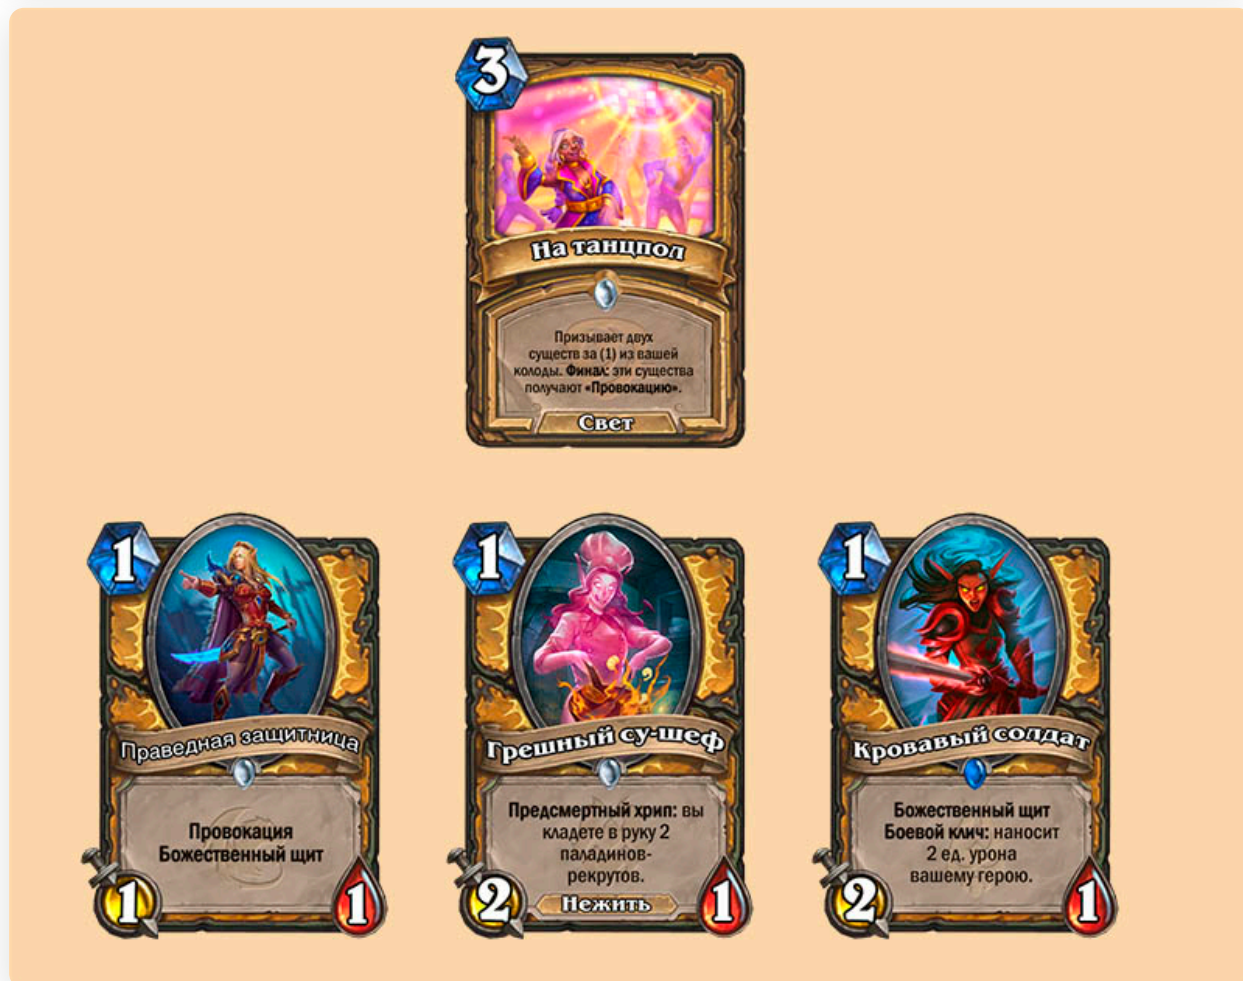 3
На танцпол
Призывает двух
существ за (1) из вашей
колоды. Финал: эти существа
получают «Провокацию».
Свет
1
Праведная защитница
Провокация
Божественный щит
1
1
1
Грешный су-шеф
Предсмертный хрип: вы
кладете в руку 2
паладинов-
рекрутов.
2
Нежить
1
1
Кровавый солдат
Божественный щит
Боевой клич: наносит
2 ед. урона
вашему герою.
2
1